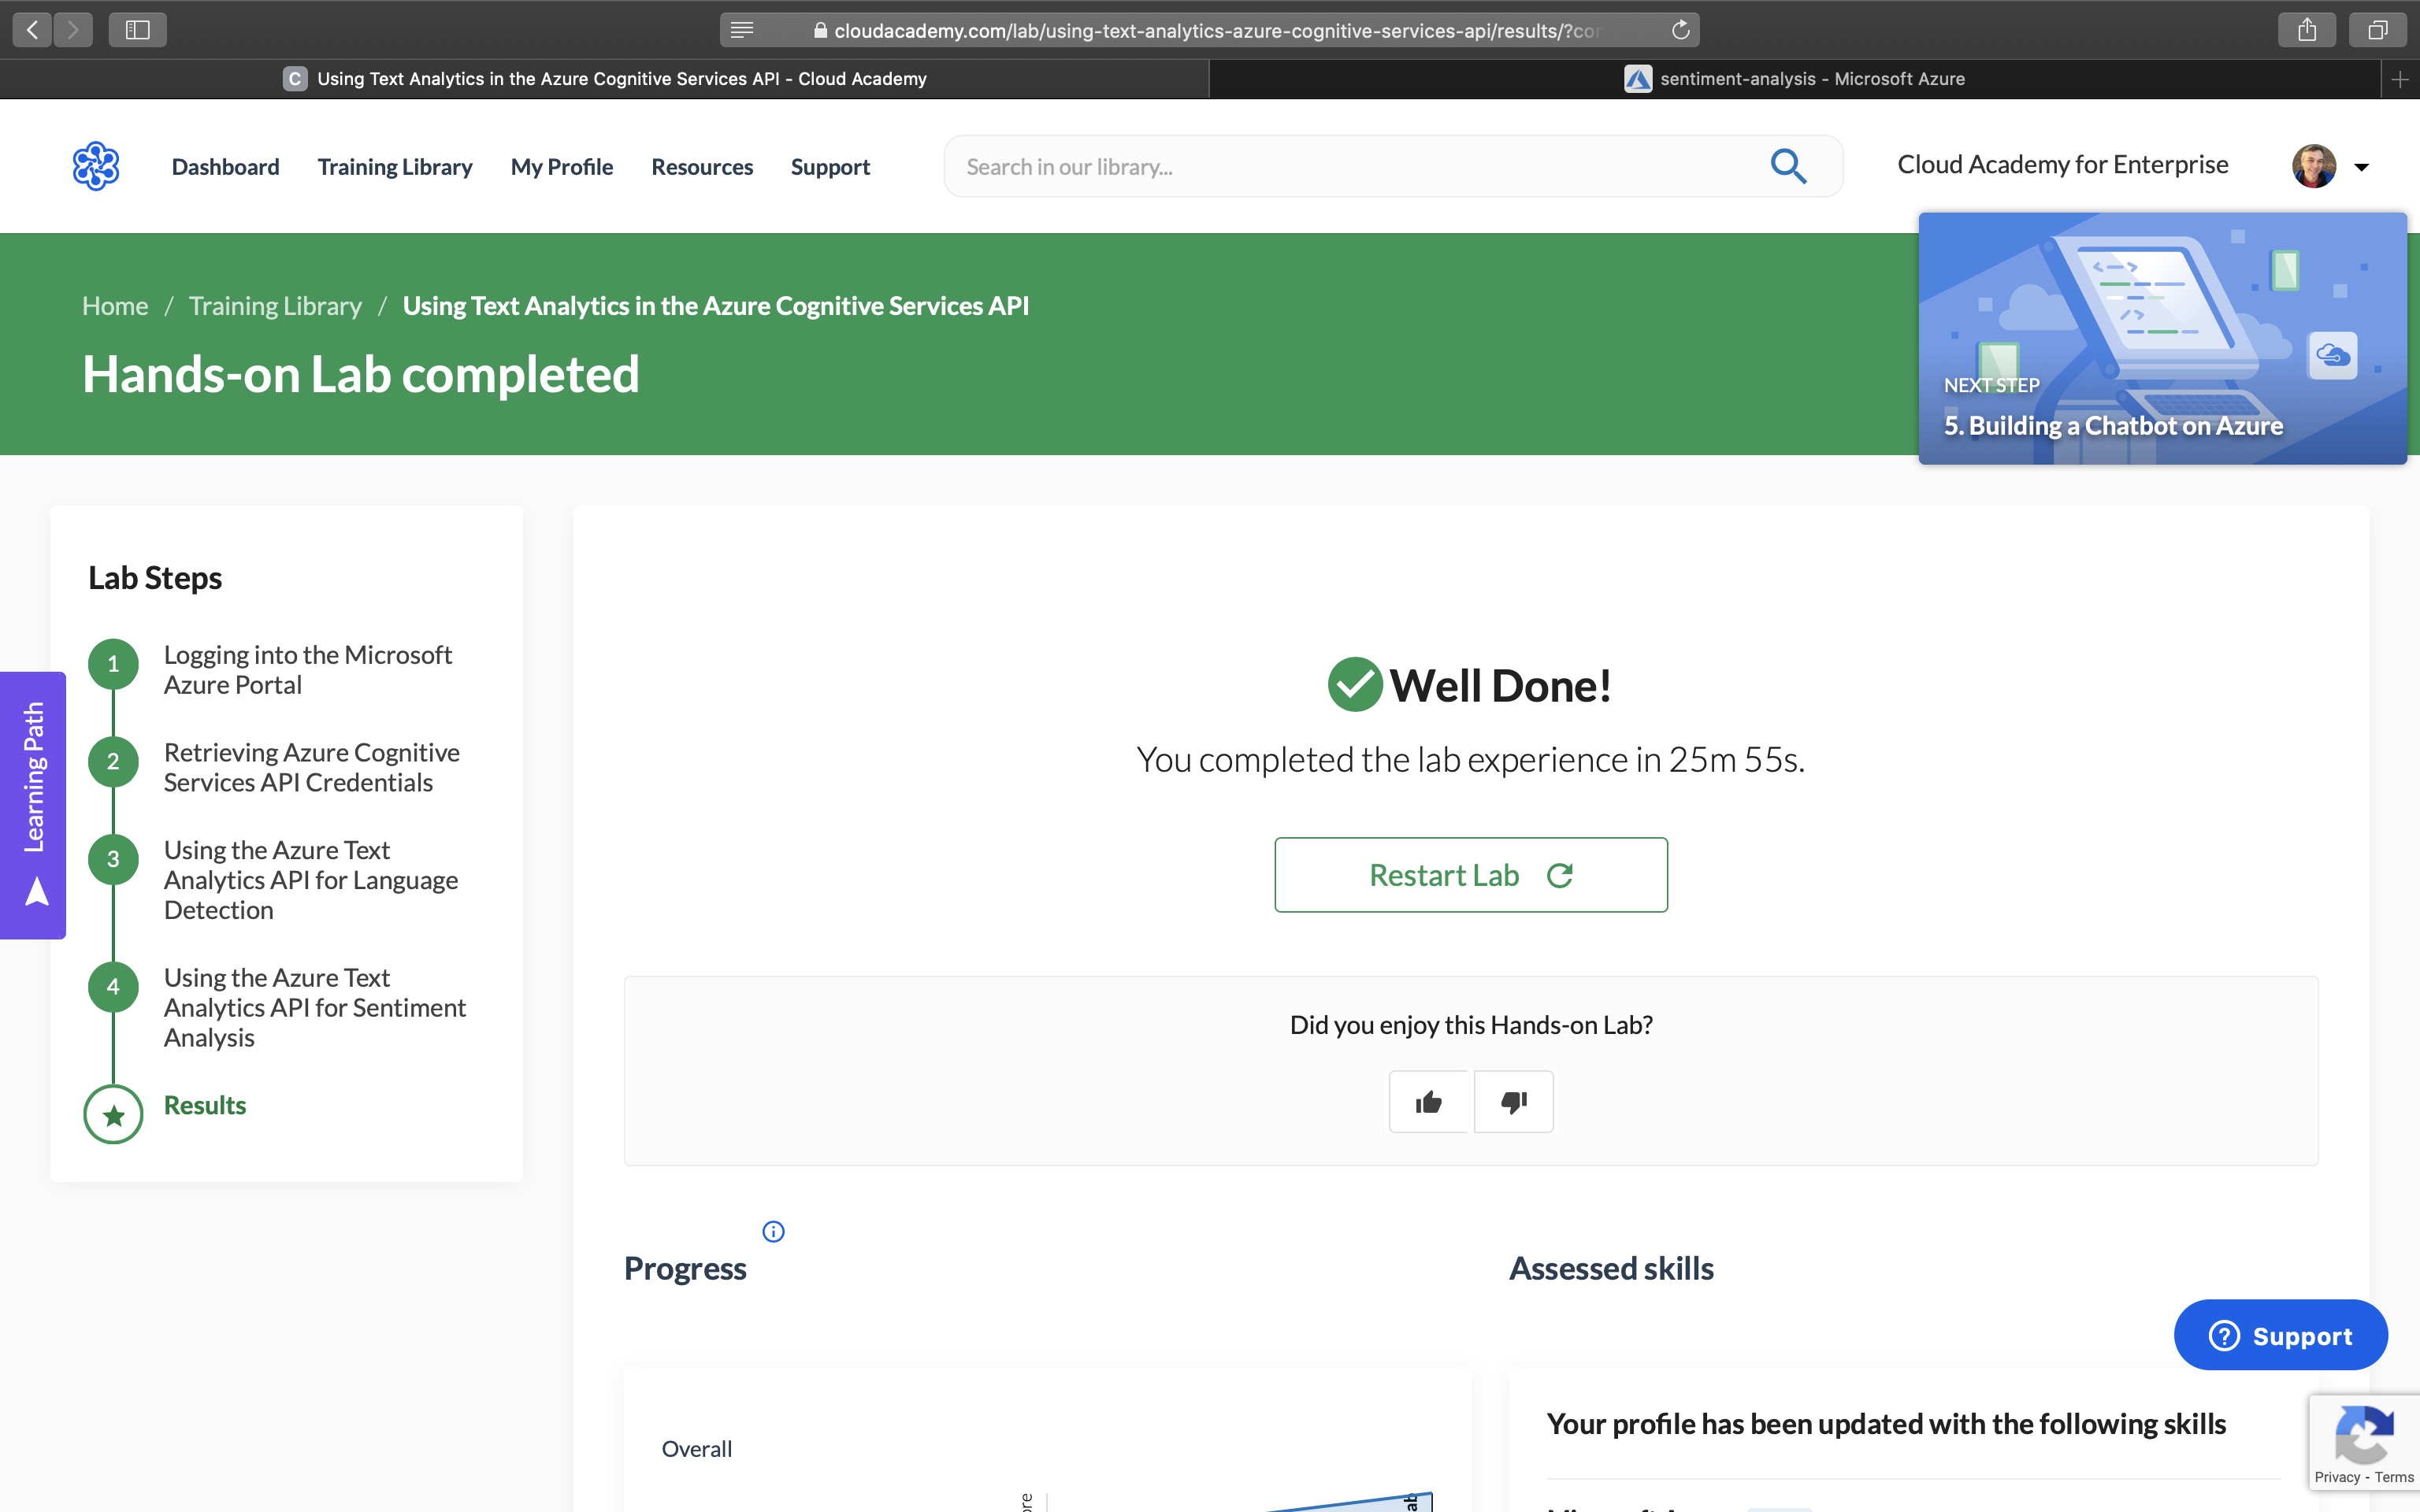 cloudacademy.com/lab/using-text-analytics-azure-cognitive-services-api/results/?cor
C Using Text Analytics in the Azure Cognitive Services API - Cloud Academy
sentiment-analysis - Microsoft Azure
Dashboard
Training Library
My Profile
Resources
Support
Search in our library...
Cloud Academy for Enterprise
Home / Training Library / Using Text Analytics in the Azure Cognitive Services API
Hands-on Lab completed
NEXT STEP
5. Building a Chatbot on Azure
Learning Path
Lab Steps
1
Logging into the Microsoft
Azure Portal
2
Retrieving Azure Cognitive
Services API Credentials
3
Using the Azure Text
Analytics API for Language
Detection
4
Using the Azure Text
Analytics API for Sentiment
Analysis
Results
Well Done!
You completed the lab experience in 25m 55s.
Restart Lab
Did you enjoy this Hands-on Lab?
Progress
Overall
Assessed skills
Your profile has been updated with the following skills
Support
Privacy - Terms